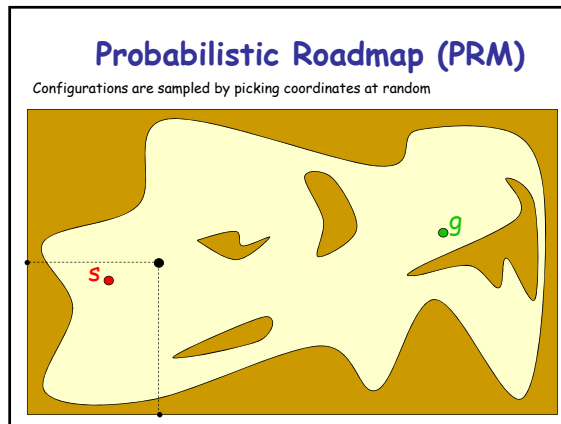 Probabilistic Roadmap (PRM)
Configurations are sampled by picking coordinates at random
g
s